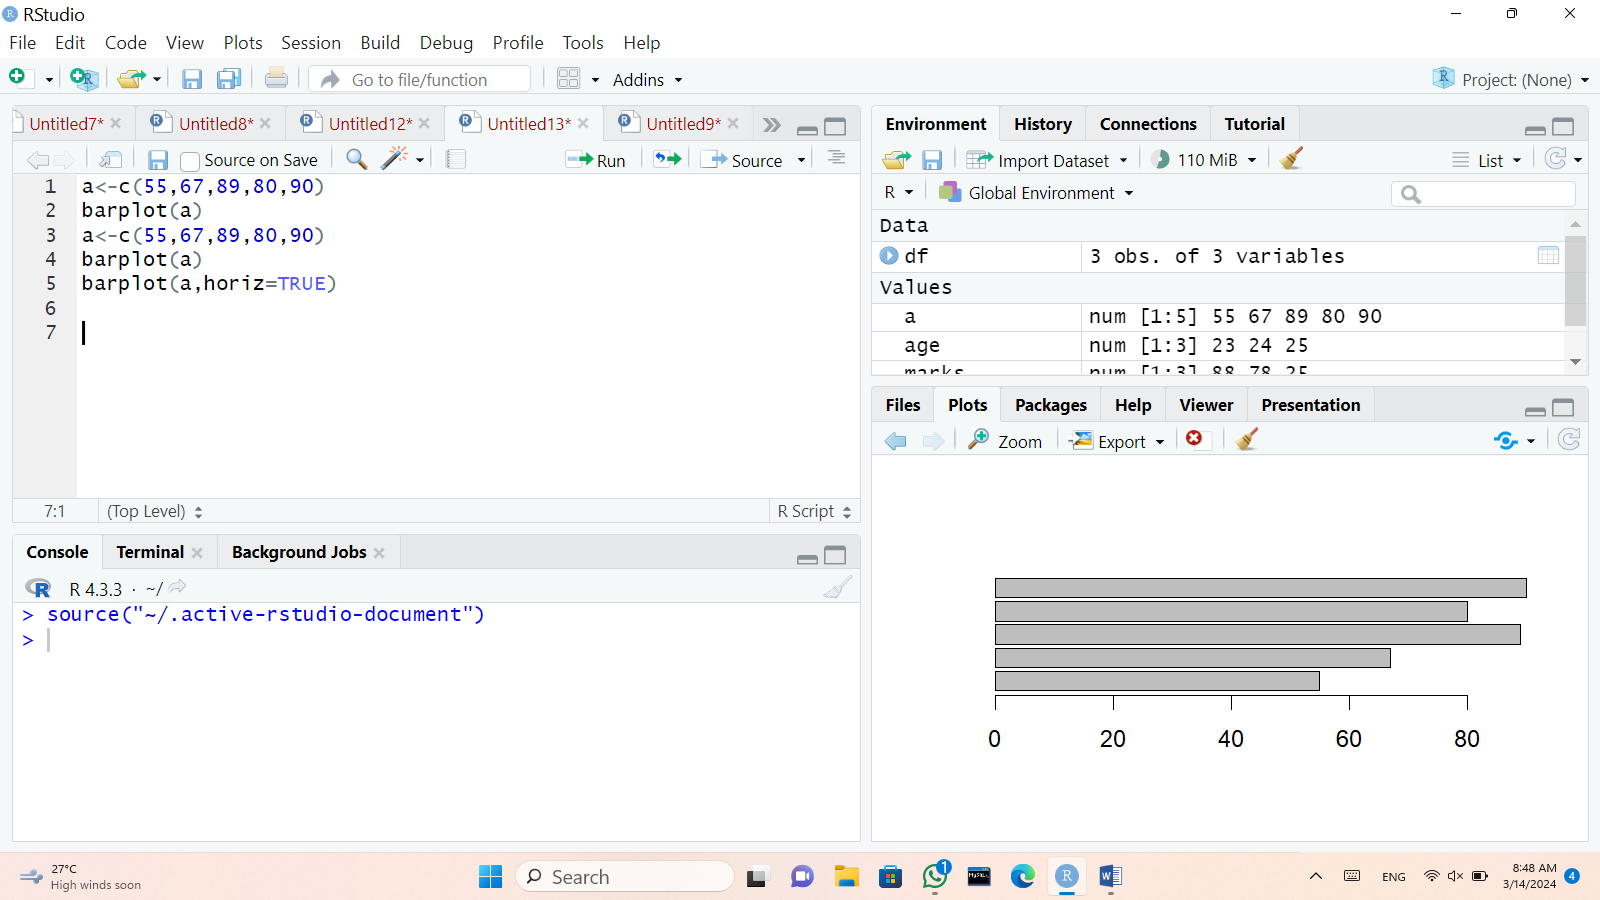 RStudio
File Edit Code View Plots Session Build Debug Profile Tools Help
Go to file/function Addins Project: (None)
Untitled7* Untitled8* Untitled12* Untitled13* Untitled9*
Source on Save Run Source
1 a<-c(55,67,89,80,90)
2 barplot(a)
3 a<-c(55,67,89,80,90)
4 barplot(a)
5 barplot(a,horiz=TRUE)
6
7
7:1 (Top Level) R Script
Console Terminal Background Jobs
R 4.3.3 · ~/
> source("~/.active-rstudio-document")
>
Environment History Connections Tutorial
Import Dataset 110 MiB List
R Global Environment
Data
df 3 obs. of 3 variables
Values
a num [1:5] 55 67 89 80 90
age num [1:3] 23 24 25
marks num [1:3] 88 78 25
Files Plots Packages Help Viewer Presentation
Zoom Export
0 20 40 60 80
27°C
High winds soon
Search
1
MySQL
ENG
8:48 AM
3/14/2024
4